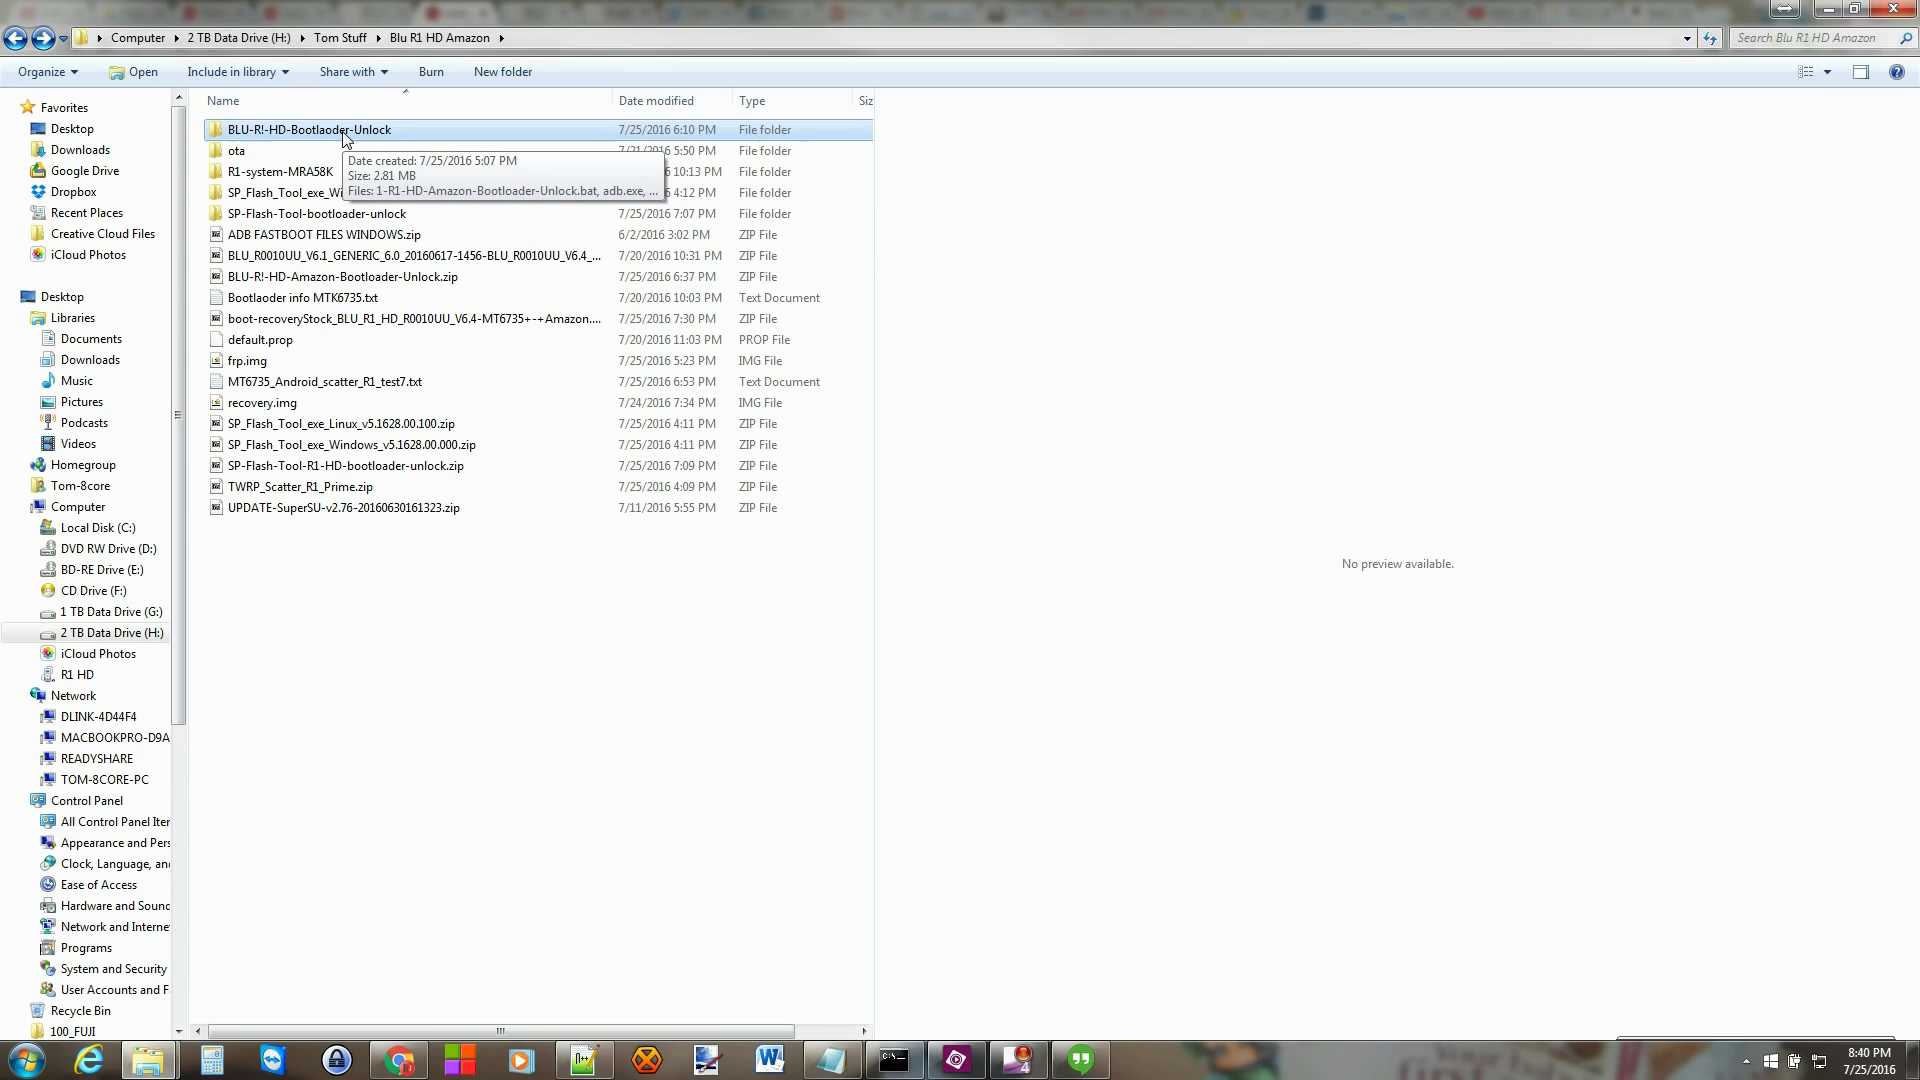 Computer
2 TB Data Drive (H:)
Tom Stuff
Blu R1 HD Amazon
Search Blu R1 HD Amazon
Organize
Open
Include in library
Share with
Burn
New folder
Favorites
Desktop
Downloads
Google Drive
Dropbox
Recent Places
Creative Cloud Files
iCloud Photos
Desktop
Libraries
Documents
Downloads
Music
Pictures
Podcasts
Videos
Homegroup
Tom-8core
Computer
Local Disk (C:)
DVD RW Drive (D:)
BD-RE Drive (E:)
CD Drive (F:)
1 TB Data Drive (G:)
2 TB Data Drive (H:)
iCloud Photos
R1 HD
Network
DLINK-4D44F4
MACBOOKPRO-D9A
READYSHARE
TOM-8CORE-PC
Control Panel
All Control Panel Iter
Appearance and Pers
Clock, Language, an
Ease of Access
Hardware and Soun
Network and Interne
Programs
System and Security
User Accounts and F
Recycle Bin
100_FUJI
Name Date modified Type Siz
BLU-R!-HD-Bootlaoder-Unlock 7/25/2016 6:10 PM File folder
ota 7/21/2016 5:50 PM File folder
Date created: 7/25/2016 5:07 PM
Size: 2.81 MB
Files: 1-R1-HD-Amazon-Bootloader-Unlock.bat, adb.exe, ...
R1-system-MRA58K 6 10:13 PM File folder
SP_Flash_Tool_exe_Wi 6 4:12 PM File folder
SP-Flash-Tool-bootloader-unlock 7/25/2016 7:07 PM File folder
ADB FASTBOOT FILES WINDOWS.zip 6/2/2016 3:02 PM ZIP File
BLU_R0010UU_V6.1_GENERIC_6.0_20160617-1456-BLU_R0010UU_V6.4_... 7/20/2016 10:31 PM ZIP File
BLU-R!-HD-Amazon-Bootloader-Unlock.zip 7/25/2016 6:37 PM ZIP File
Bootlaoder info MTK6735.txt 7/20/2016 10:03 PM Text Document
boot-recoveryStock_BLU_R1_HD_R0010UU_V6.4-MT6735+-+Amazon.... 7/25/2016 7:30 PM ZIP File
default.prop 7/20/2016 11:03 PM PROP File
frp.img 7/25/2016 5:23 PM IMG File
MT6735_Android_scatter_R1_test7.txt 7/25/2016 6:53 PM Text Document
recovery.img 7/24/2016 7:34 PM IMG File
SP_Flash_Tool_exe_Linux_v5.1628.00.100.zip 7/25/2016 4:11 PM ZIP File
SP_Flash_Tool_exe_Windows_v5.1628.00.000.zip 7/25/2016 4:11 PM ZIP File
SP-Flash-Tool-R1-HD-bootloader-unlock.zip 7/25/2016 7:09 PM ZIP File
TWRP_Scatter_R1_Prime.zip 7/25/2016 4:09 PM ZIP File
UPDATE-SuperSU-v2.76-20160630161323.zip 7/11/2016 5:55 PM ZIP File
No preview available.
8:40 PM
7/25/2016